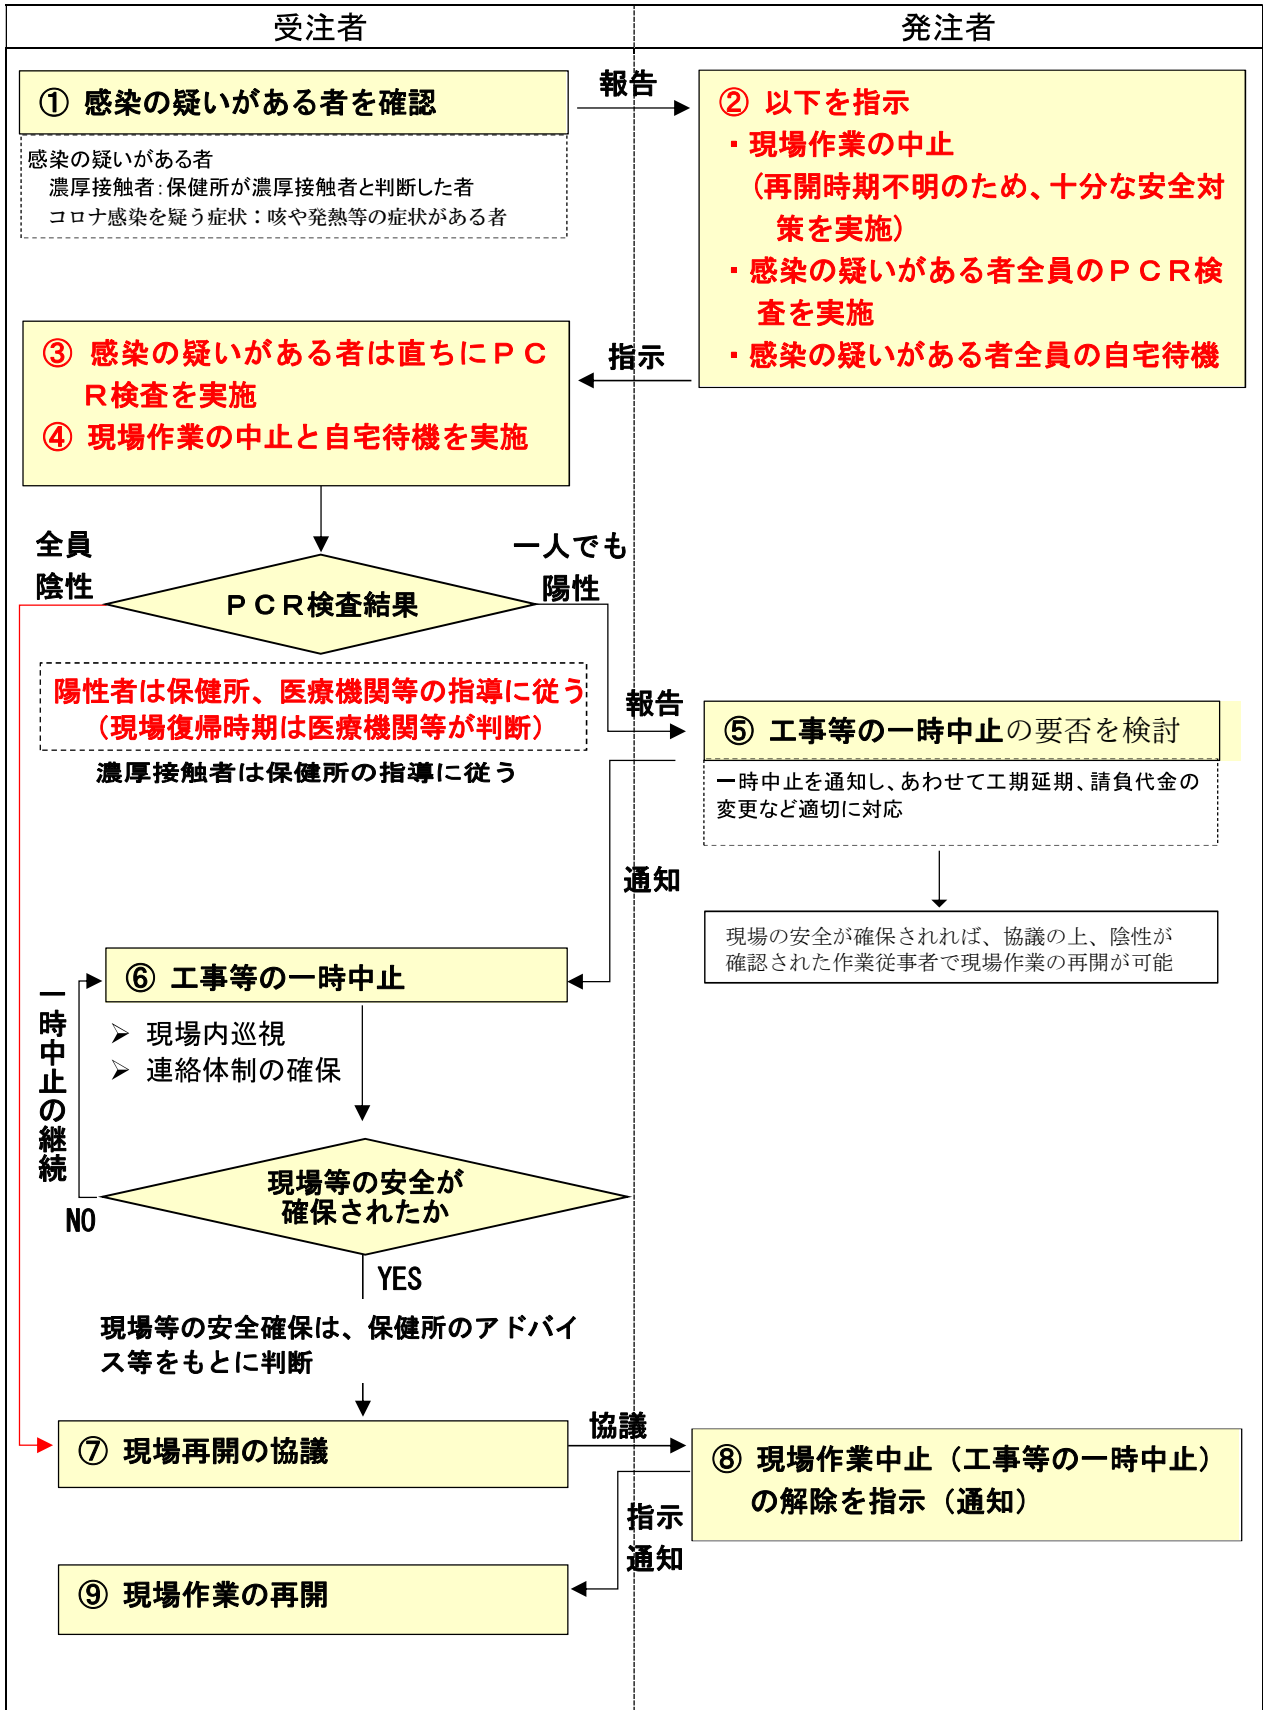 受注者
発注者
① 感染の疑いがある者を確認
感染の疑いがある者
濃厚接触者：保健所が濃厚接触者と判断した者
コロナ感染を疑う症状：咳や発熱等の症状がある者
報告
② 以下を指示
・現場作業の中止
（再開時期不明のため、十分な安全対
策を実施）
・感染の疑いがある者全員のＰＣＲ検
査を実施
・感染の疑いがある者全員の自宅待機
指示
③ 感染の疑いがある者は直ちにＰＣ
Ｒ検査を実施
④ 現場作業の中止と自宅待機を実施
全員
陰性
一人でも
陽性
ＰＣＲ検査結果
陽性者は保健所、医療機関等の指導に従う
（現場復帰時期は医療機関等が判断）
濃厚接触者は保健所の指導に従う
報告
⑤ 工事等の一時中止の要否を検討
一時中止を通知し、あわせて工期延期、請負代金の
変更など適切に対応
通知
現場の安全が確保されれば、協議の上、陰性が
確認された作業従事者で現場作業の再開が可能
⑥ 工事等の一時中止
➢ 現場内巡視
➢ 連絡体制の確保
一時中止の継続
現場等の安全が
確保されたか
NO
YES
現場等の安全確保は、保健所のアドバイ
ス等をもとに判断
⑦ 現場再開の協議
協議
⑧ 現場作業中止（工事等の一時中止）
の解除を指示（通知）
指示
通知
⑨ 現場作業の再開